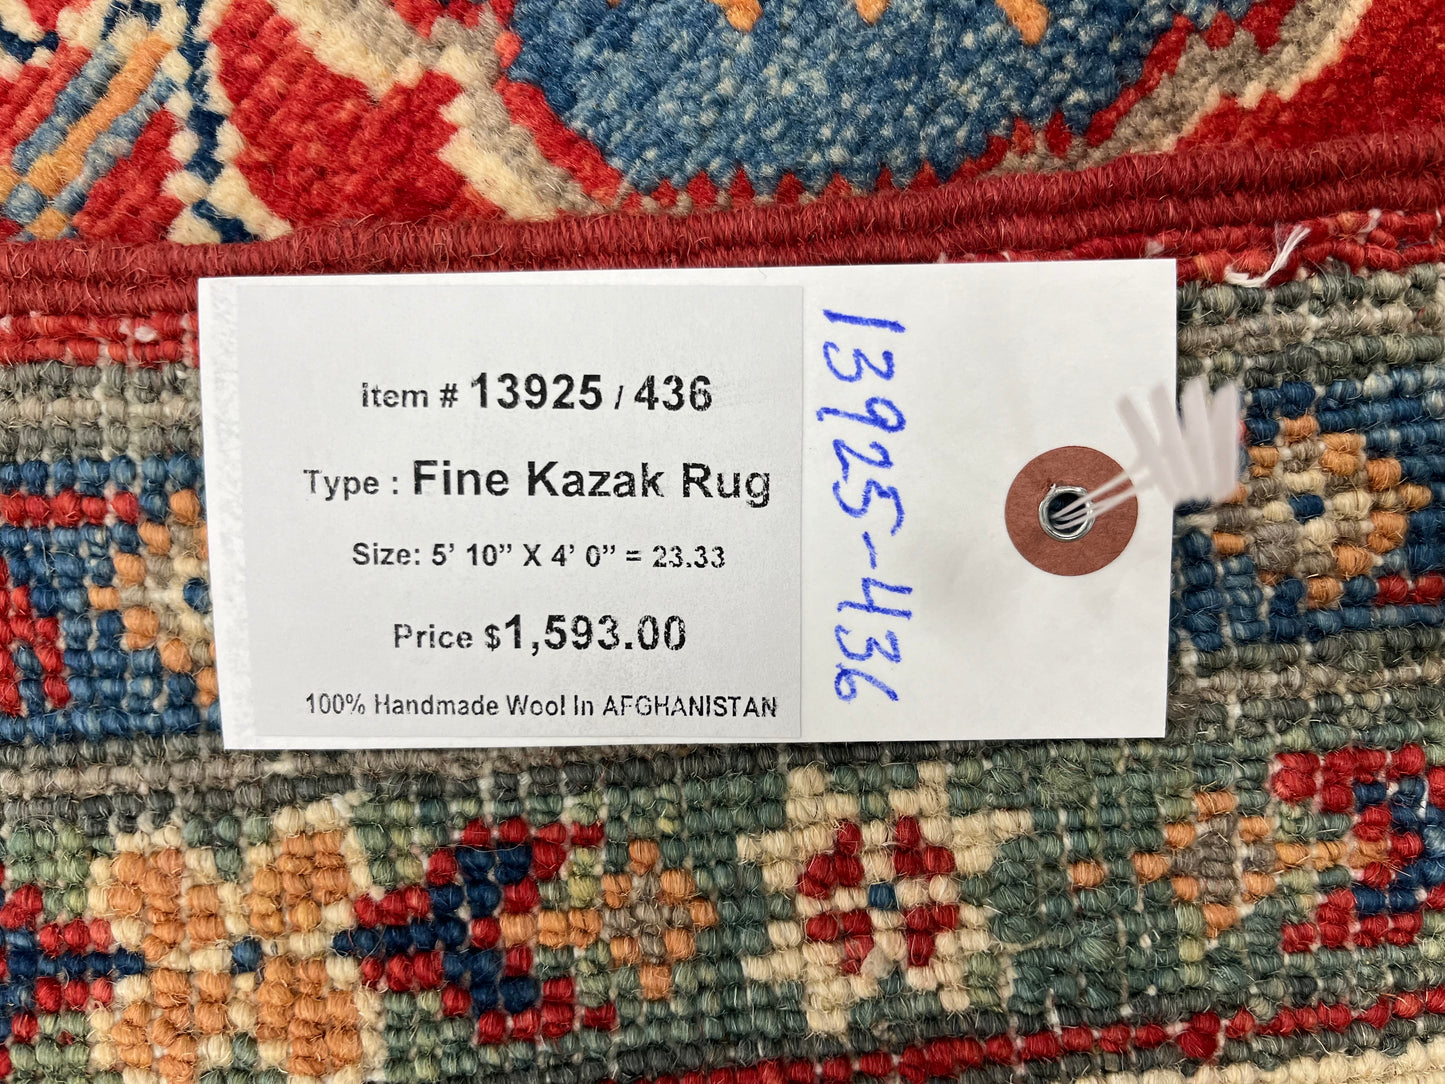 item # 13925 / 436
Type : Fine Kazak Rug
Size: 5’ 10” X 4’ 0” = 23.33
Price $1,593.00
100% Handmade Wool In AFGHANISTAN
13925-436